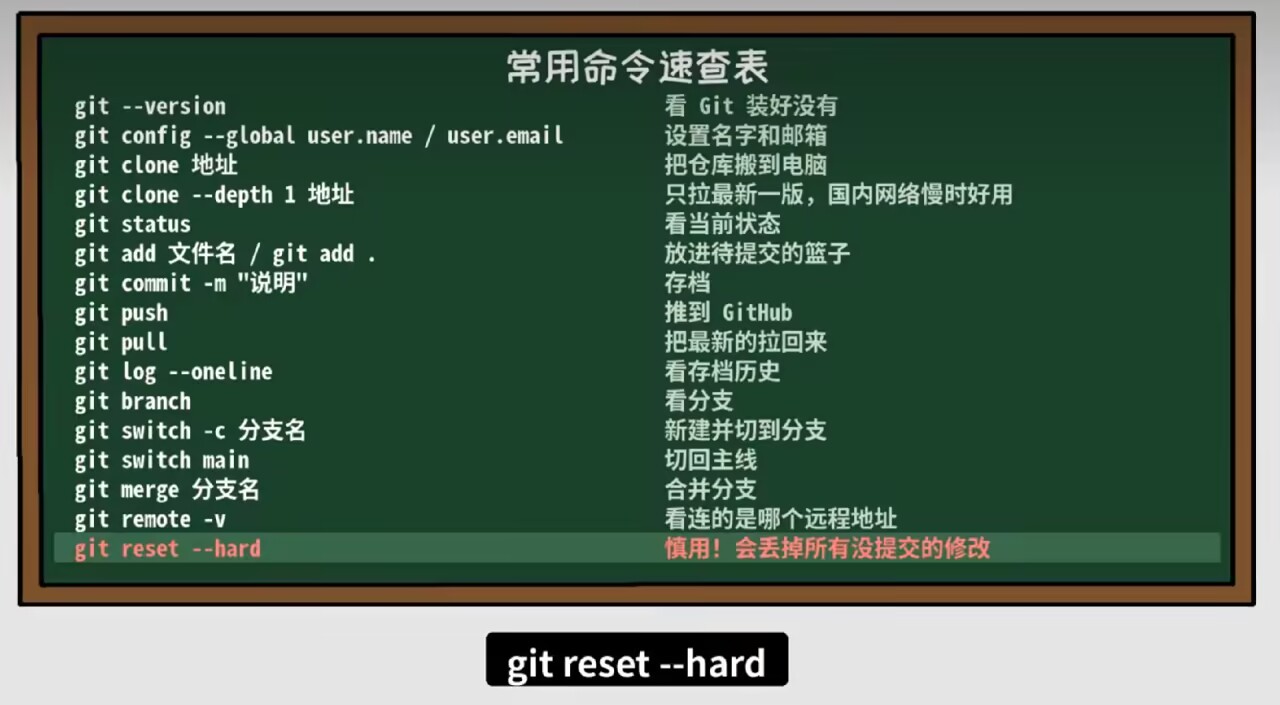 常用命令速查表
git --version 看 Git 装好没有
git config --global user.name / user.email 设置名字和邮箱
git clone 地址 把仓库搬到电脑
git clone --depth 1 地址 只拉最新一版，国内网络慢时好用
git status 看当前状态
git add 文件名 / git add . 放进待提交的篮子
git commit -m "说明" 存档
git push 推到 GitHub
git pull 把最新的拉回来
git log --oneline 看存档历史
git branch 看分支
git switch -c 分支名 新建并切到分支
git switch main 切回主线
git merge 分支名 合并分支
git remote -v 看连的是哪个远程地址
git reset --hard 慎用！会丢掉所有没提交的修改
git reset --hard